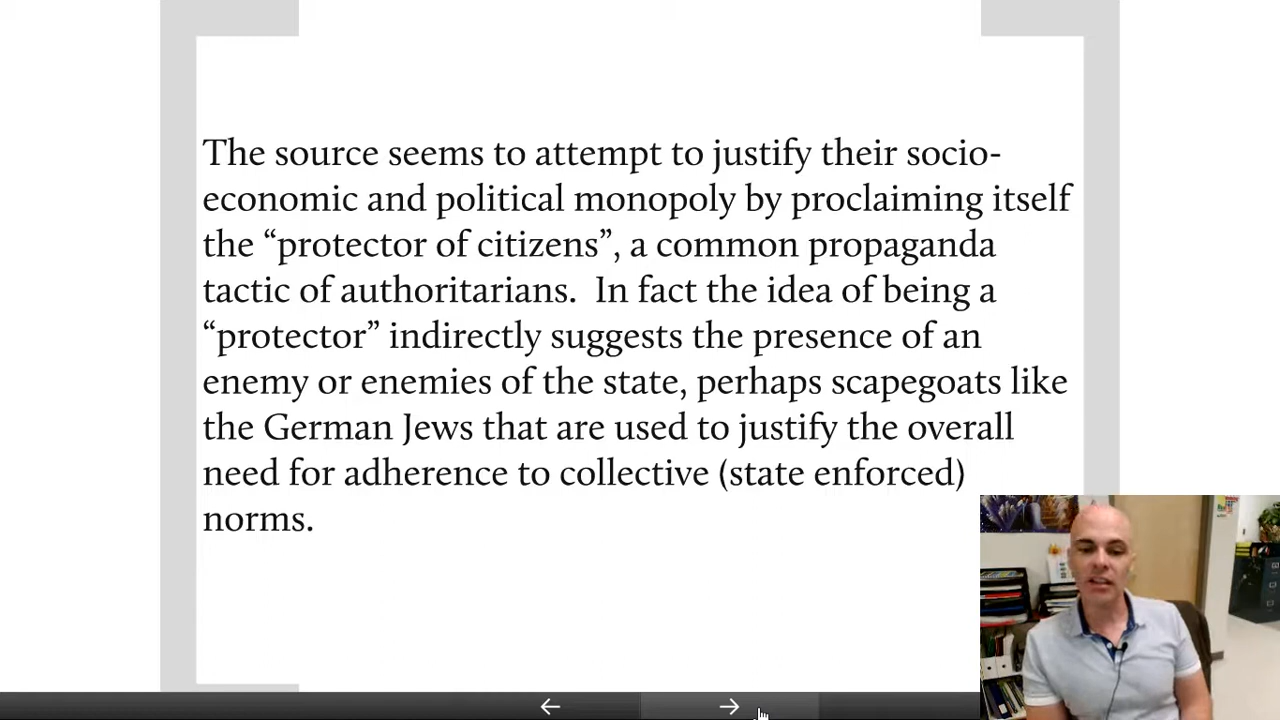 The source seems to attempt to justify their socio-
economic and political monopoly by proclaiming itself
the “protector of citizens”, a common propaganda
tactic of authoritarians.  In fact the idea of being a
“protector” indirectly suggests the presence of an
enemy or enemies of the state, perhaps scapegoats like
the German Jews that are used to justify the overall
need for adherence to collective (state enforced)
norms.